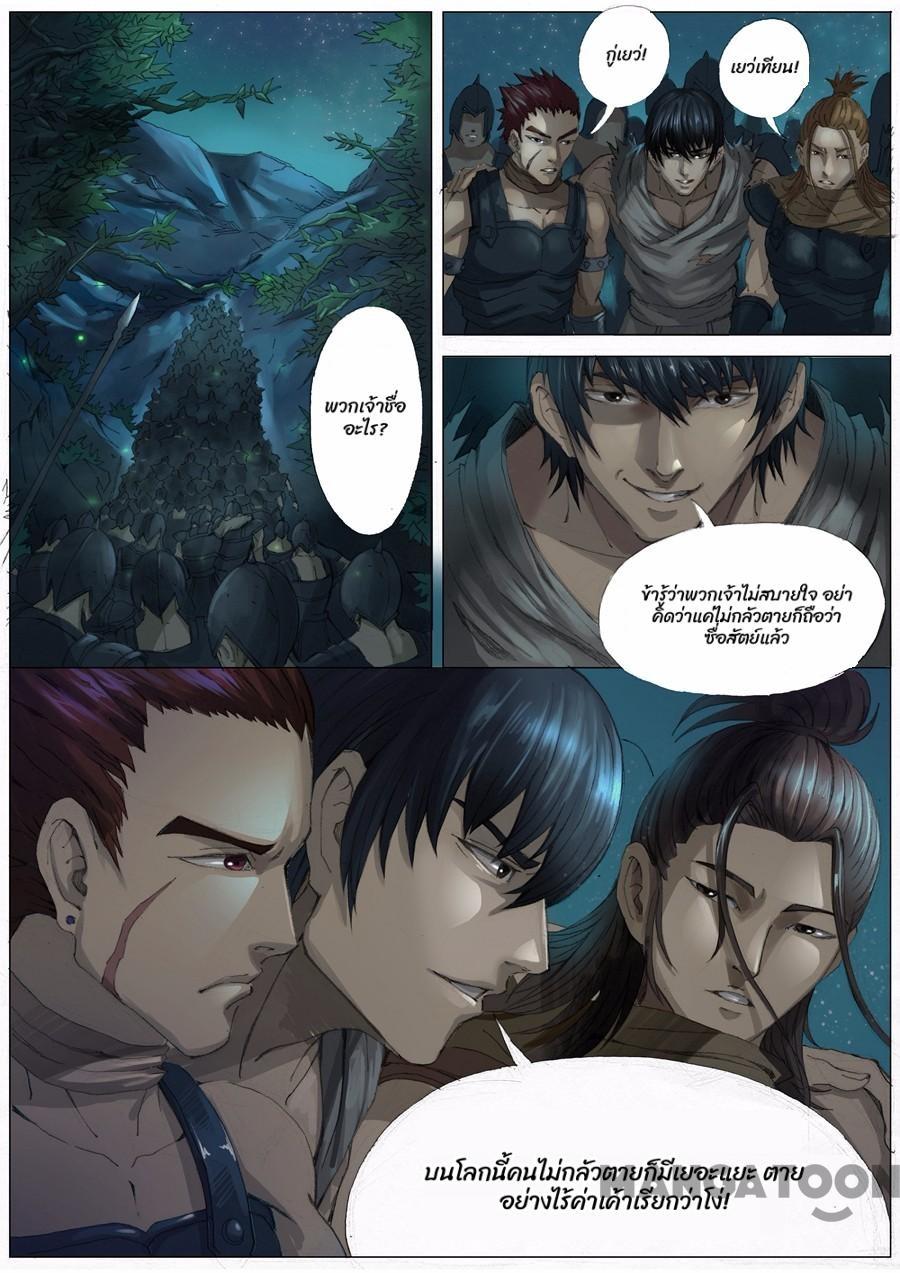 พวกเจ้าชื่อ
อะไร?
กู่เยว่!
เยว่เทียน!
ข้ารู้ว่าพวกเจ้าไม่สบายใจ อย่า
คิดว่าแค่ไม่กลัวตายก็ถือว่า
ซื่อสัตย์แล้ว
บนโลกนี้คนไม่กลัวตายก็มีเยอะแยะ ตาย
อย่างไร้ค่าเค้าเรียกว่าโง่!
MANGATOON